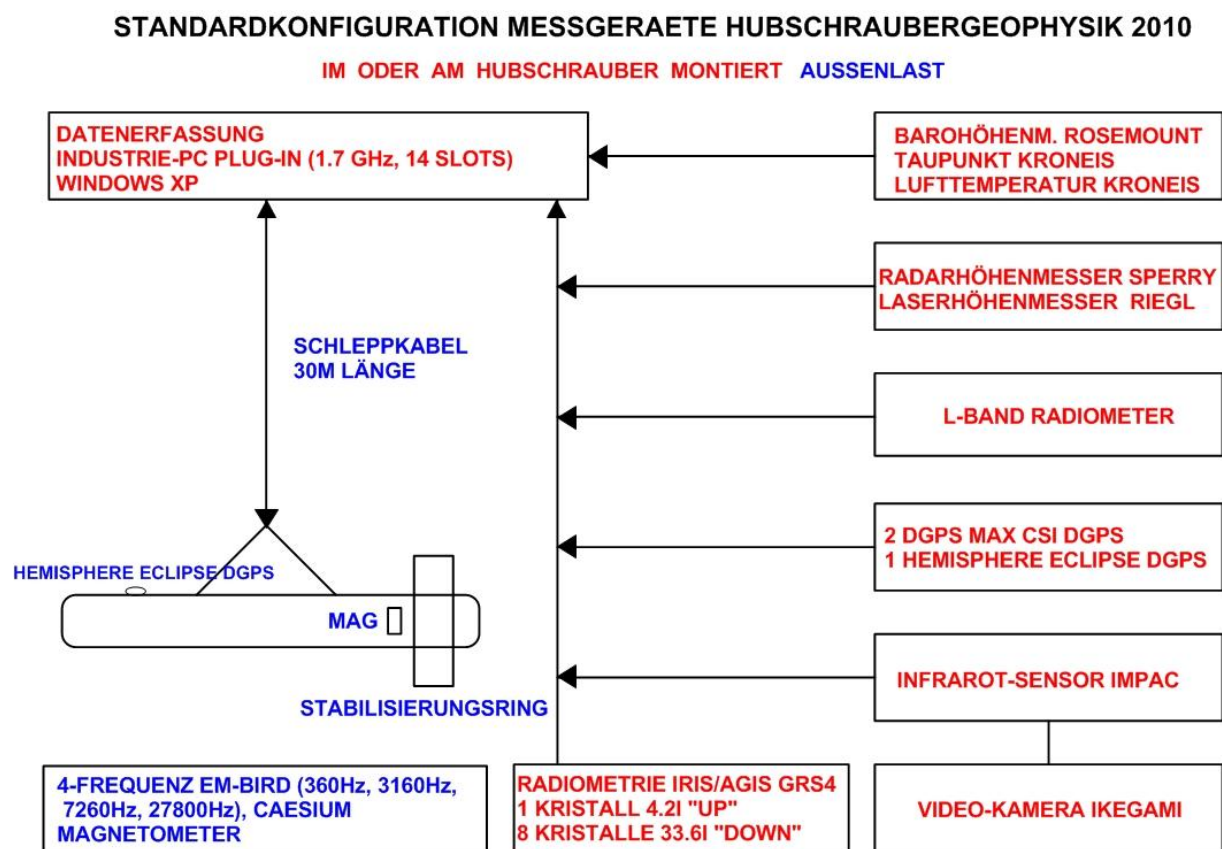 STANDARDKONFIGURATION MESSGERAETE HUBSCHRAUBERGEOPHYSIK 2010
IM ODER AM HUBSCHRAUBER MONTIERT AUSSENLAST
DATENERFASSUNG
INDUSTRIE-PC PLUG-IN (1.7 GHz, 14 SLOTS)
WINDOWS XP
BAROHÖHENM. ROSEMOUNT
TAUPUNKT KRONEIS
LUFTTEMPERATUR KRONEIS
RADARHÖHENMESSER SPERRY
LASERHÖHENMESSER RIEGL
SCHLEPPKABEL
30M LÄNGE
L-BAND RADIOMETER
2 DGPS MAX CSI DGPS
1 HEMISPHERE ECLIPSE DGPS
HEMISPHERE ECLIPSE DGPS
MAG
STABILISIERUNGSRING
INFRAROT-SENSOR IMPAC
4-FREQUENZ EM-BIRD (360Hz, 3160Hz,
7260Hz, 27800Hz), CAESIUM
MAGNETOMETER
RADIOMETRIE IRIS/AGIS GRS4
1 KRISTALL 4.2l "UP"
8 KRISTALLE 33.6l "DOWN"
VIDEO-KAMERA IKEGAMI